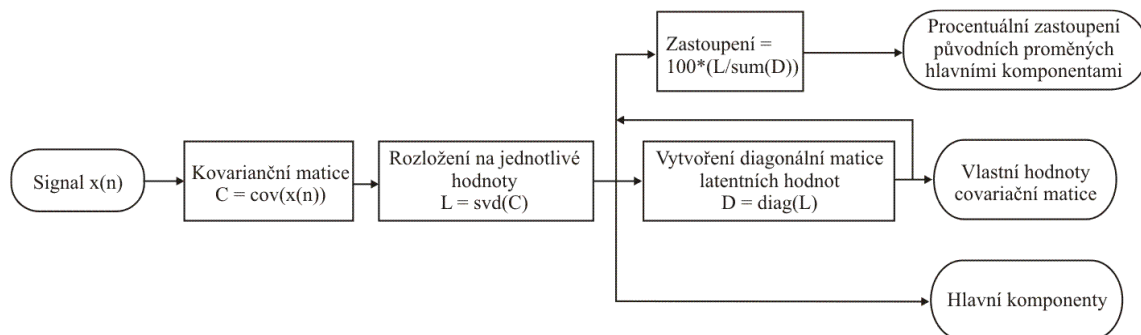 Zastoupení =
100*(L/sum(D))
Procentuální zastoupení
původních proměných
hlavními komponentami
Signal x(n)
Kovarianční matice
C = cov(x(n))
Rozložení na jednotlivé
hodnoty
L = svd(C)
Vytvoření diagonální matice
latentních hodnot
D = diag(L)
Vlastní hodnoty
covariační matice
Hlavní komponenty